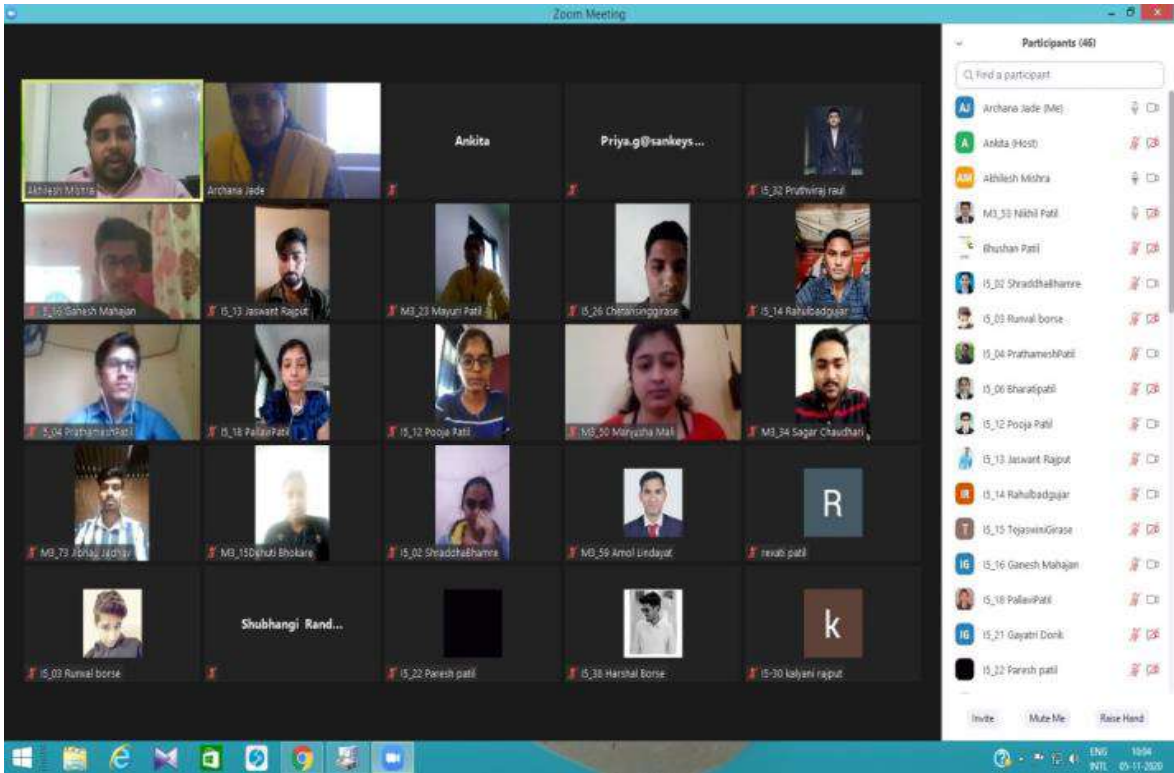 Zoom Meeting
Akhilesh Mishra
Archana Jade
Ankita
Priya.g@sankeys...
I5_32 Pruthviraj raul
I5_16 Ganesh Mahajan
I5_13 Jaswant Rajput
M3_23 Mayuri Patil
I5_26 Chetansinggirase
I5_14 Rahulbadgujar
I5_04 PrathameshPatil
I5_18 PallaviPatil
I5_12 Pooja Patil
M3_50 Manjusha Mali
M3_34 Sagar Chaudhari
M3_73 Jadhav
M3_15 Bhokare
I5_02 ShraddhaBhamre
M3_59 Amol Lindayat
R
revati patil
I5_03 Runval borse
Shubhangi Rand...
I5_22 Paresh patil
I5_38 Harshal Borse
k
I5-30 kalyani rajput
Participants (46)
Find a participant
AJ Archana Jade (Me)
A Ankita (Host)
AM Akhilesh Mishra
M3_53 Nikhil Patil
Bhushan Patil
I5_02 ShraddhaBhamre
I5_03 Runval borse
I5_04 PrathameshPatil
I5_06 Bharatipatil
I5_12 Pooja Patil
I5_13 Jaswant Rajput
IR I5_14 Rahulbadgujar
T I5_15 TejaswiniGirase
IG I5_16 Ganesh Mahajan
I5_18 PallaviPatil
IG I5_21 Gayatri Dorik
I5_22 Paresh patil
Invite Mute Me Raise Hand
ENG 10:04
INTL 05-11-2020